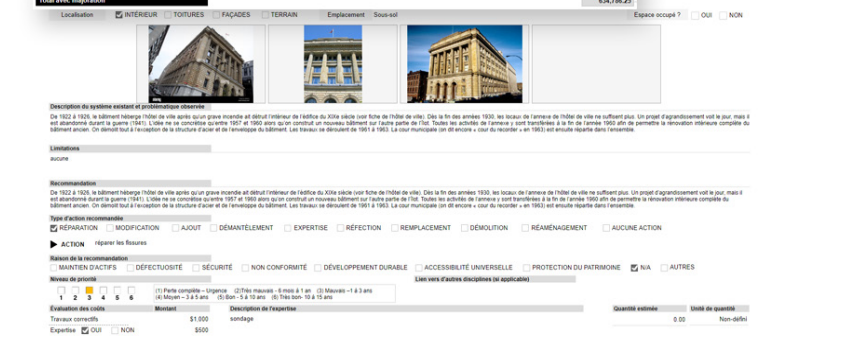 Total avec majoration 634,786.25
Localisation INTÉRIEUR TOITURES FAÇADES TERRAIN Emplacement Sous-sol Espace occupé ? OUI NON
Description du système existant et problématique observée
De 1922 à 1926, le bâtiment héberge l'hôtel de ville après qu'un grave incendie ait détruit l'intérieur de l'édifice du XIXe siècle (voir fiche de l'hôtel de ville). Dès la fin des années 1930, les locaux de l'annexe de l'hôtel de ville ne suffisent plus. Un projet d'agrandissement voit le jour, mais il
est abandonné durant la guerre (1941). L'idée ne se concrétise qu'entre 1957 et 1960 alors qu'on construit un nouveau bâtiment sur l'autre partie de l'îlot. Toutes les activités de l'annexe y sont transférées à la fin de l'année 1960 afin de permettre la rénovation intérieure complète du
bâtiment ancien. On démolit tout à l'exception de la structure d'acier et de l'enveloppe du bâtiment. Les travaux se déroulent de 1961 à 1963. La cour municipale (on dit encore « cour du recorder » en 1963) est ensuite répartie dans l'ensemble.
Limitations
aucune
Recommandation
De 1922 à 1926, le bâtiment héberge l'hôtel de ville après qu'un grave incendie ait détruit l'intérieur de l'édifice du XIXe siècle (voir fiche de l'hôtel de ville). Dès la fin des années 1930, les locaux de l'annexe de l'hôtel de ville ne suffisent plus. Un projet d'agrandissement voit le jour, mais il
est abandonné durant la guerre (1941). L'idée ne se concrétise qu'entre 1957 et 1960 alors qu'on construit un nouveau bâtiment sur l'autre partie de l'îlot. Toutes les activités de l'annexe y sont transférées à la fin de l'année 1960 afin de permettre la rénovation intérieure complète du
bâtiment ancien. On démolit tout à l'exception de la structure d'acier et de l'enveloppe du bâtiment. Les travaux se déroulent de 1961 à 1963. La cour municipale (on dit encore « cour du recorder » en 1963) est ensuite répartie dans l'ensemble.
Type d'action recommandée
RÉPARATION MODIFICATION AJOUT DÉMANTÈLEMENT EXPERTISE RÉFECTION REMPLACEMENT DÉMOLITION RÉAMÉNAGEMENT AUCUNE ACTION
ACTION réparer les fissures
Raison de la recommandation
MAINTIEN D'ACTIFS DÉFECTUOSITÉ SÉCURITÉ NON CONFORMITÉ DÉVELOPPEMENT DURABLE ACCESSIBILITÉ UNIVERSELLE PROTECTION DU PATRIMOINE N/A AUTRES
Niveau de priorité Lien vers d'autres disciplines (si applicable)
(1) Perte complète – Urgence (2)Très mauvais - 6 mois à 1 an (3) Mauvais –1 à 3 ans
1 2 3 4 5 6 (4) Moyen – 3 à 5 ans (5) Bon - 5 à 10 ans (6) Très bon- 10 à 15 ans
Évaluation des coûts Montant Description de l'expertise Quantité estimée Unité de quantité
Travaux correctifs $1,000 sondage 0.00 Non-défini
Expertise OUI NON $500